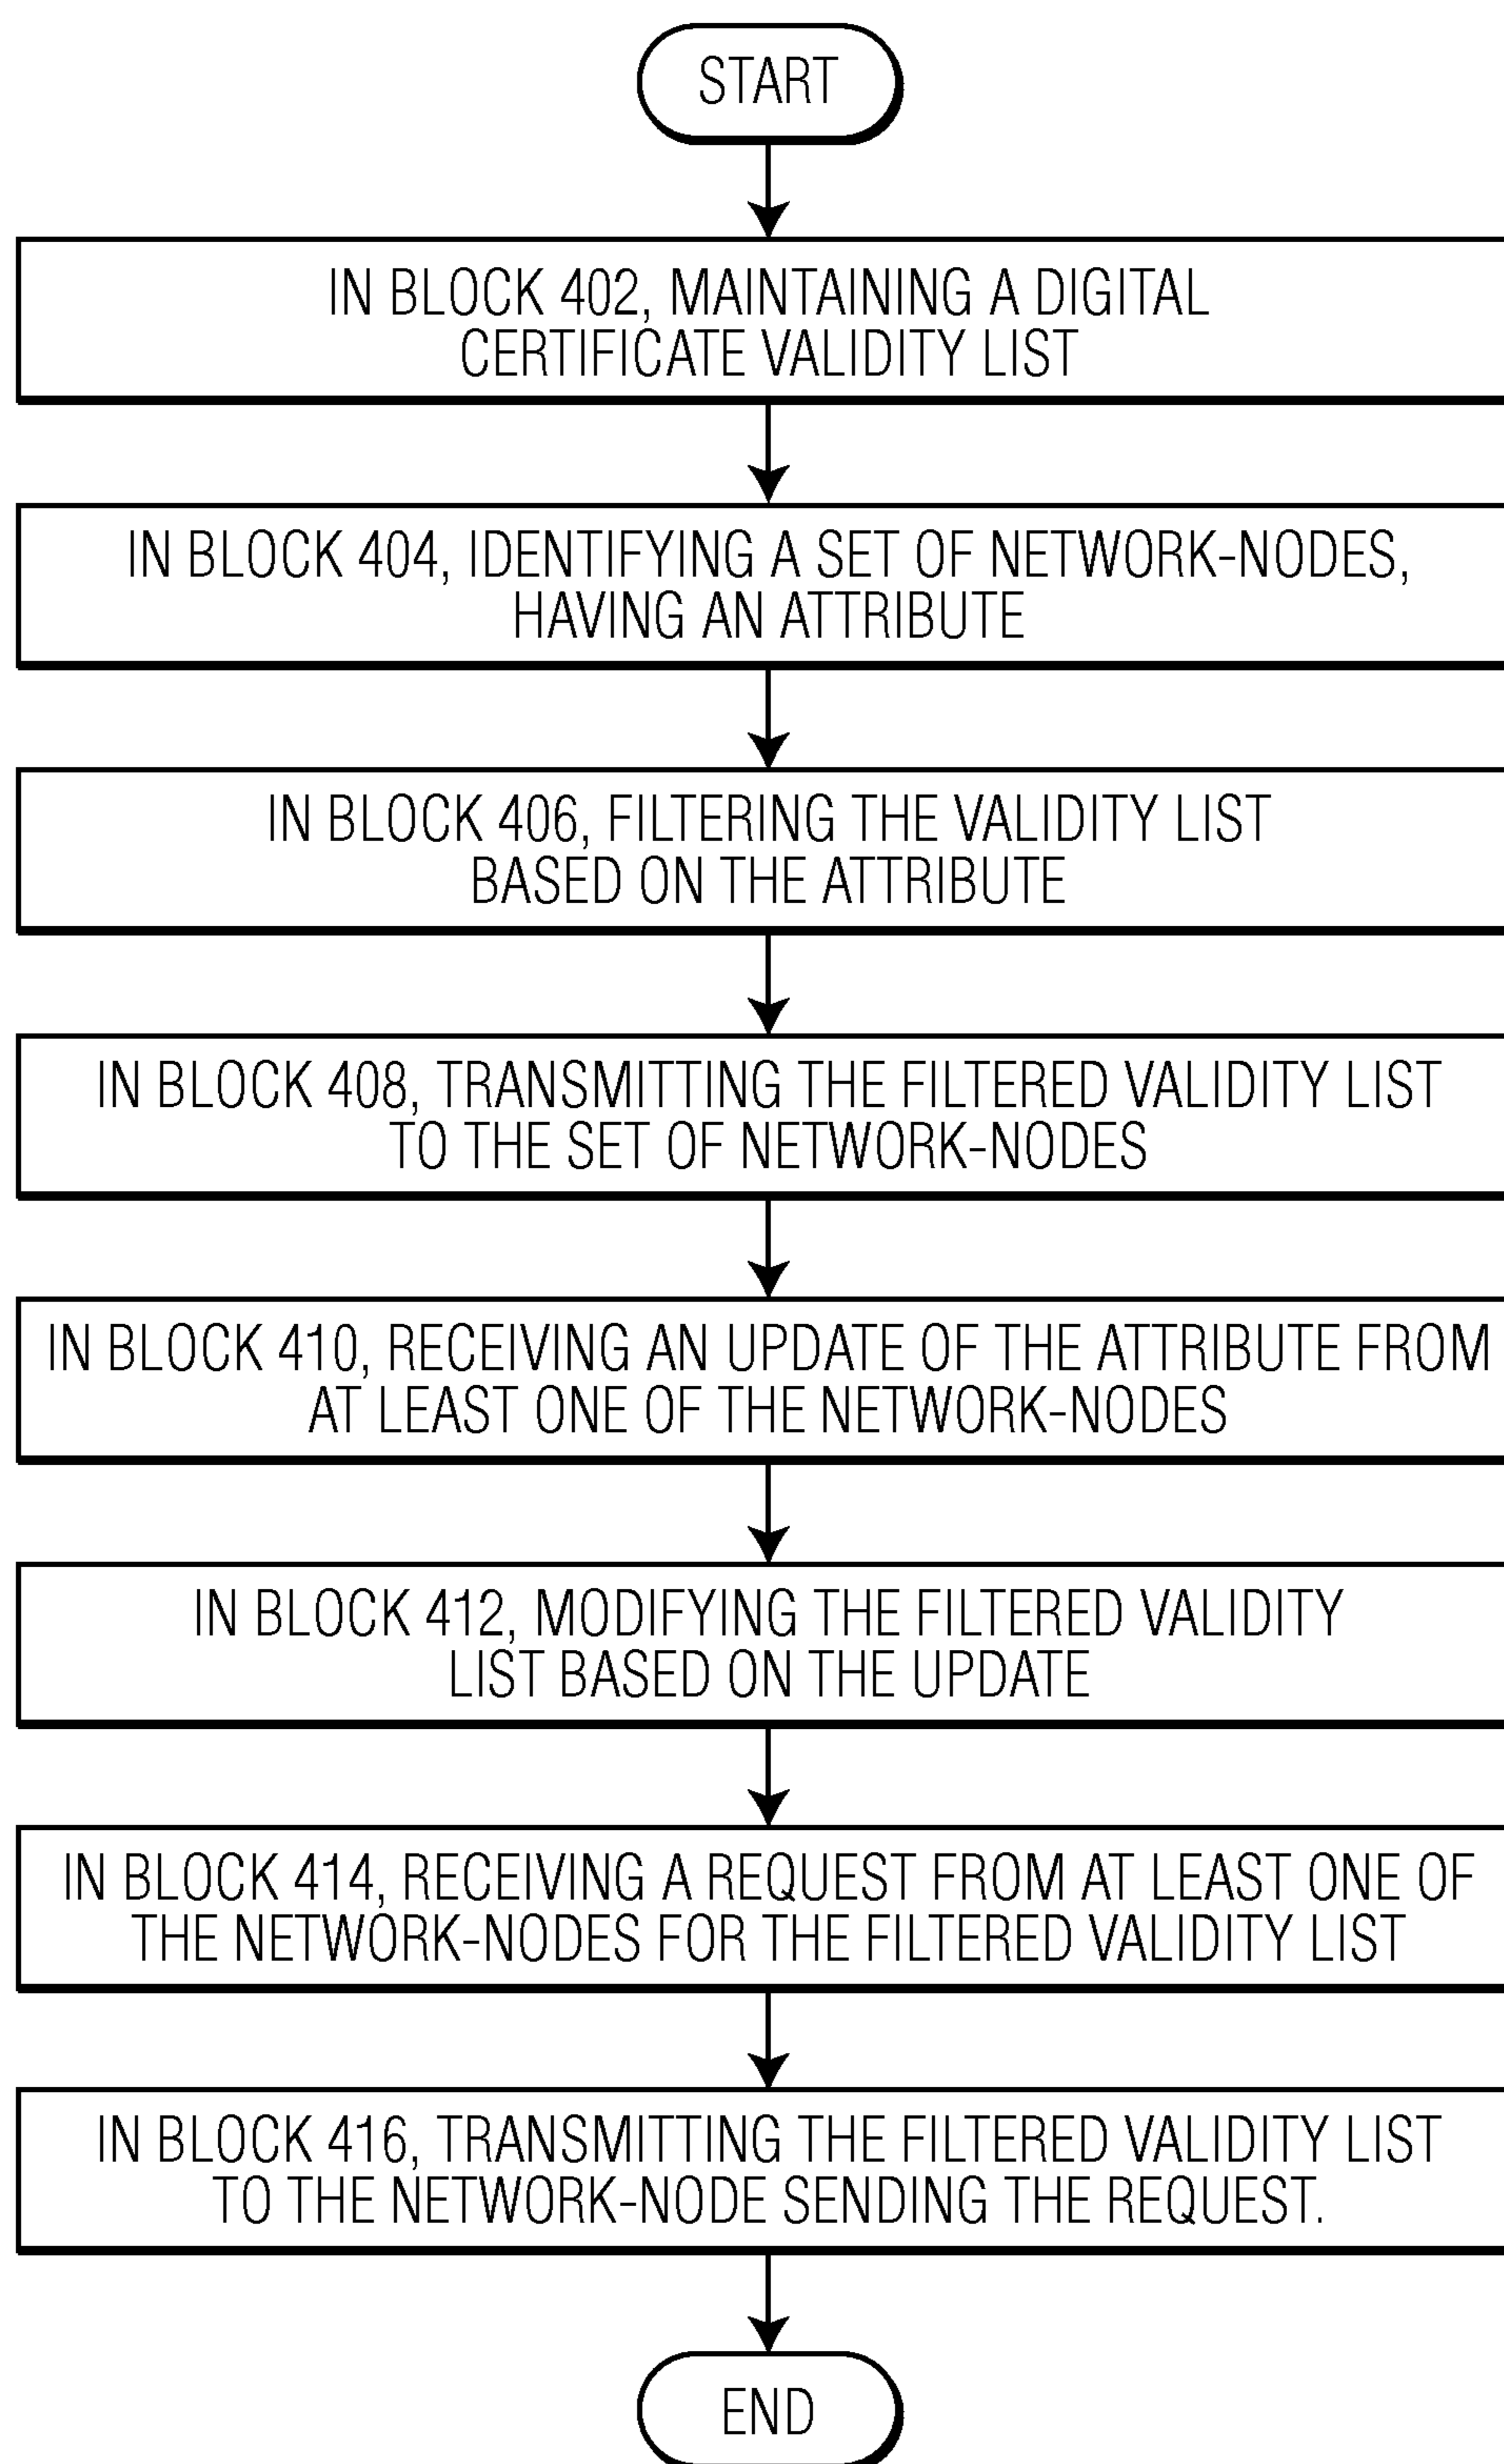 START
IN BLOCK 402, MAINTAINING A DIGITAL
CERTIFICATE VALIDITY LIST
IN BLOCK 404, IDENTIFYING A SET OF NETWORK-NODES,
HAVING AN ATTRIBUTE
IN BLOCK 406, FILTERING THE VALIDITY LIST
BASED ON THE ATTRIBUTE
IN BLOCK 408, TRANSMITTING THE FILTERED VALIDITY LIST
TO THE SET OF NETWORK-NODES
IN BLOCK 410, RECEIVING AN UPDATE OF THE ATTRIBUTE FROM
AT LEAST ONE OF THE NETWORK-NODES
IN BLOCK 412, MODIFYING THE FILTERED VALIDITY
LIST BASED ON THE UPDATE
IN BLOCK 414, RECEIVING A REQUEST FROM AT LEAST ONE OF
THE NETWORK-NODES FOR THE FILTERED VALIDITY LIST
IN BLOCK 416, TRANSMITTING THE FILTERED VALIDITY LIST
TO THE NETWORK-NODE SENDING THE REQUEST.
END